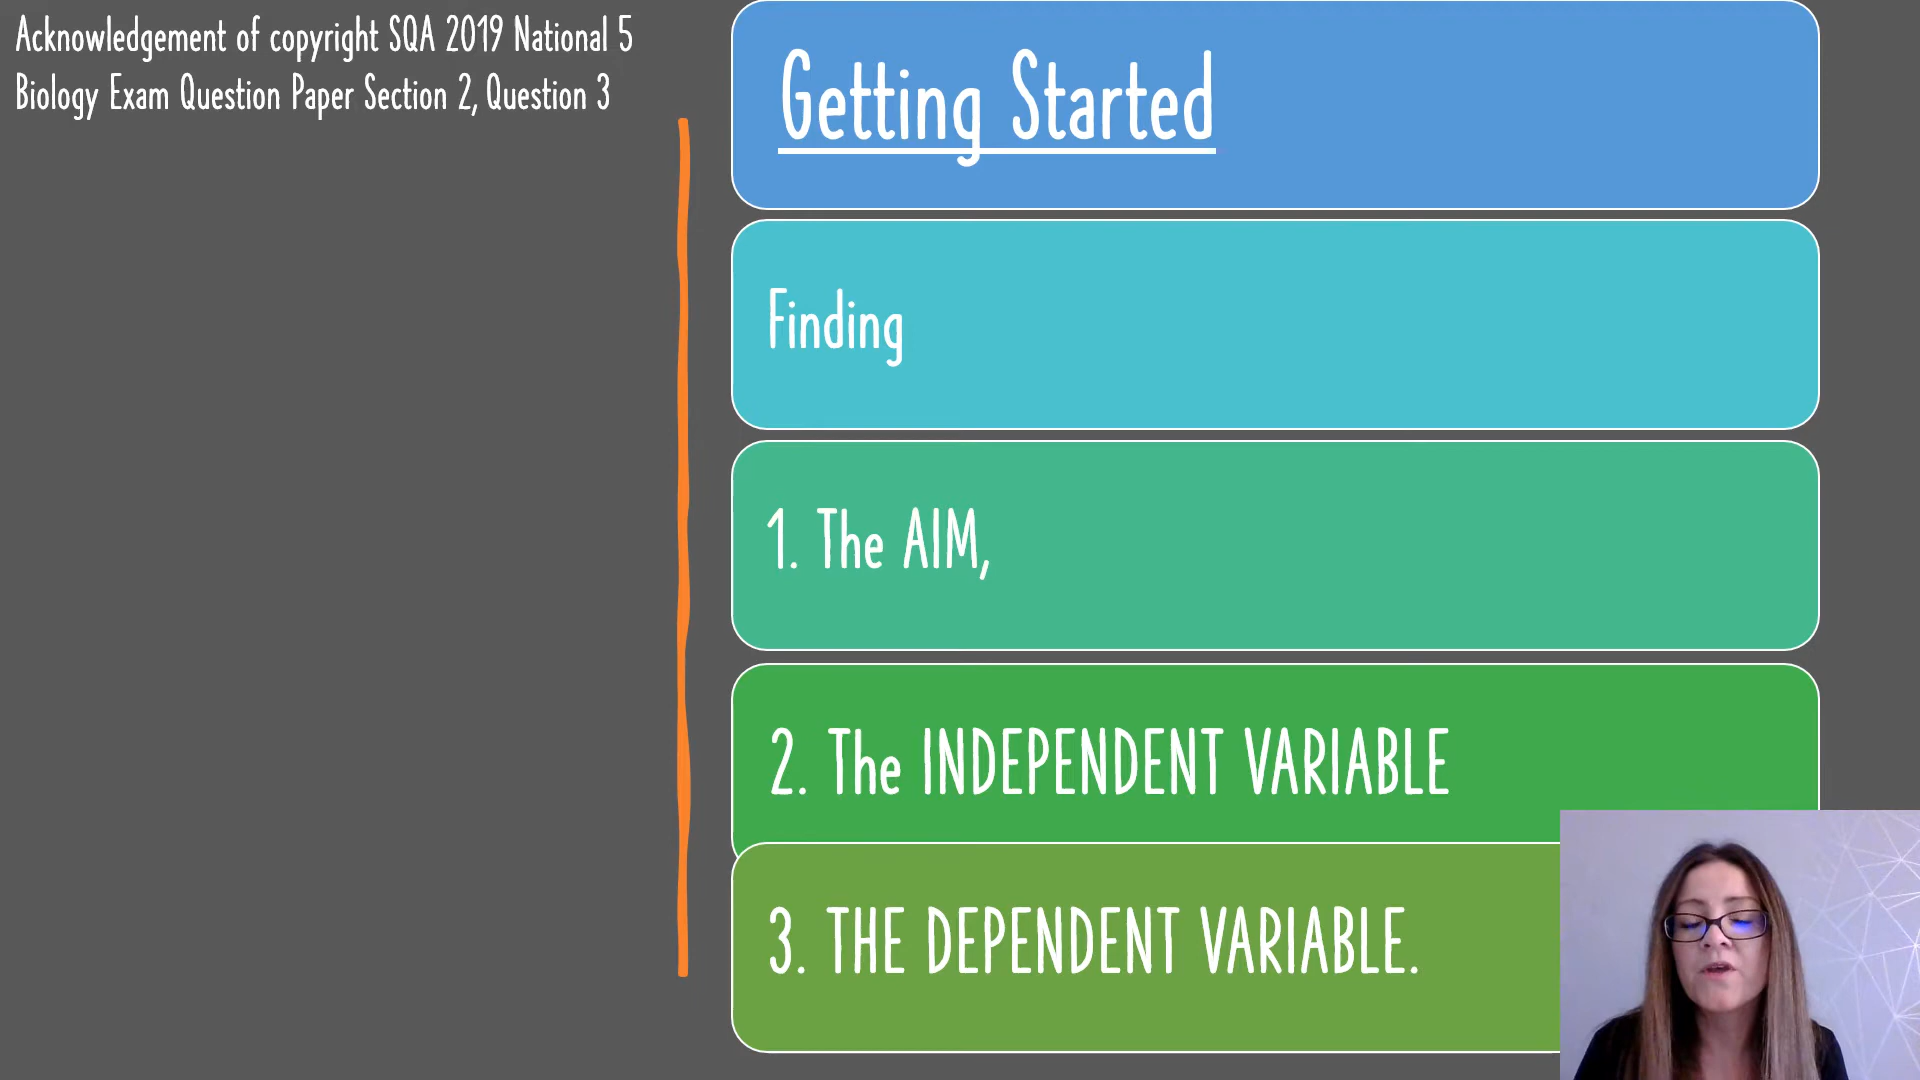 Acknowledgement of copyright SQA 2019 National 5
Biology Exam Question Paper Section 2, Question 3
Getting Started
Finding
1. The AIM,
2. The INDEPENDENT VARIABLE
3. THE DEPENDENT VARIABLE.